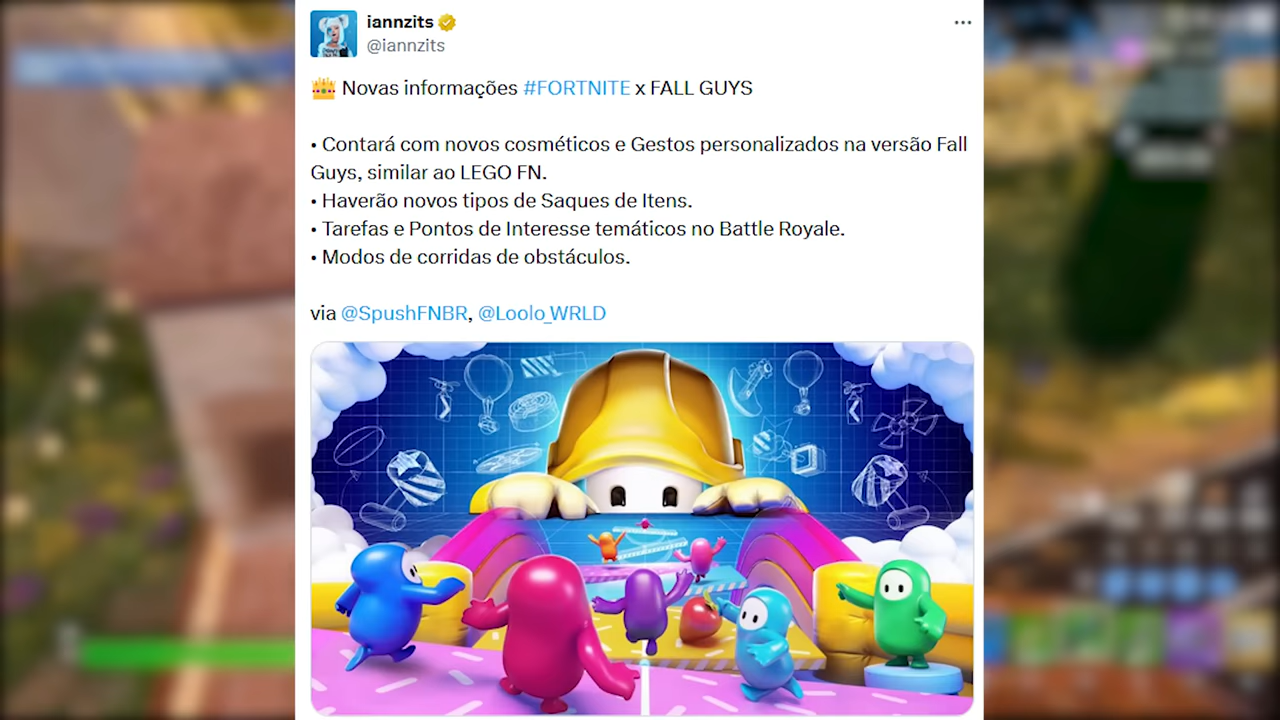 iannzits
@iannzits
👑 Novas informações #FORTNITE x FALL GUYS
• Contará com novos cosméticos e Gestos personalizados na versão Fall
Guys, similar ao LEGO FN.
• Haverão novos tipos de Saques de Itens.
• Tarefas e Pontos de Interesse temáticos no Battle Royale.
• Modos de corridas de obstáculos.
via @SpushFNBR, @Loolo_WRLD